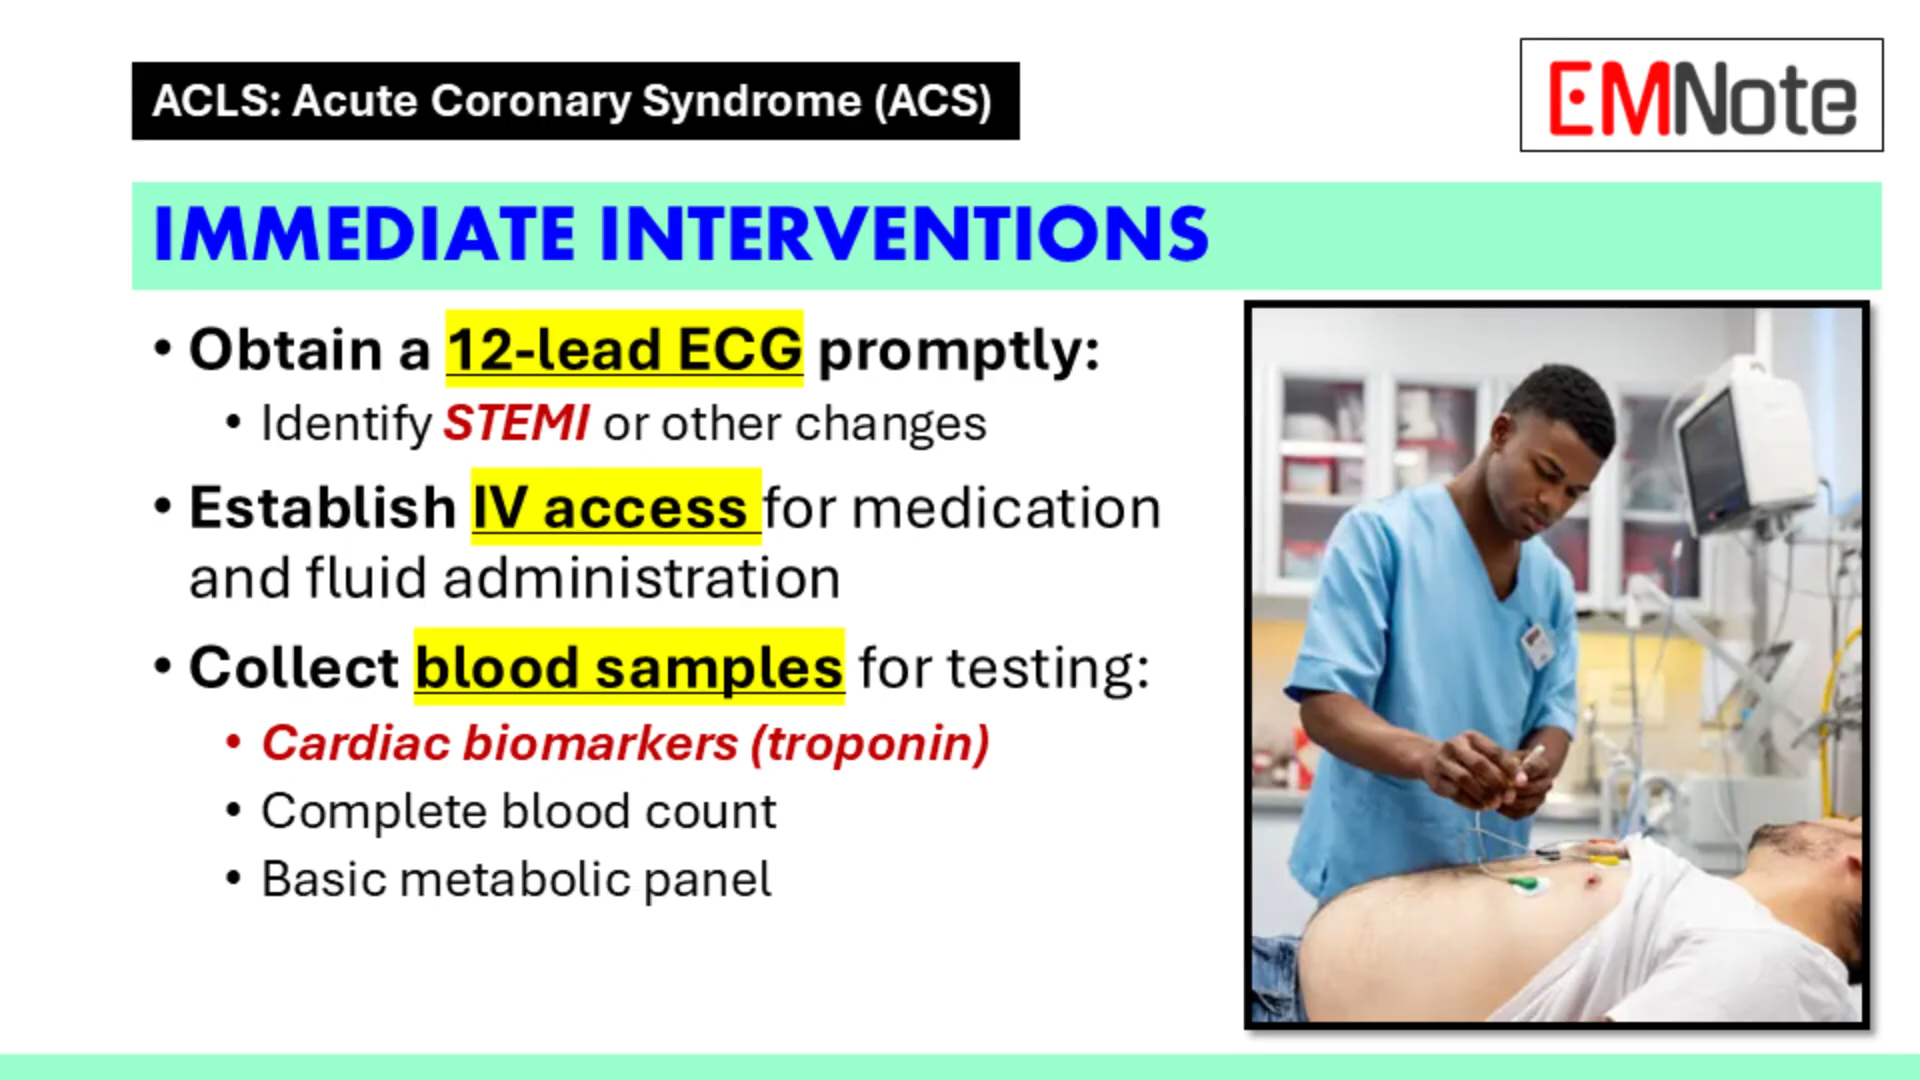 ACLS: Acute Coronary Syndrome (ACS)
EMNote
IMMEDIATE INTERVENTIONS
• Obtain a 12-lead ECG promptly:
• Identify STEMI or other changes
• Establish IV access for medication
and fluid administration
• Collect blood samples for testing:
• Cardiac biomarkers (troponin)
• Complete blood count
• Basic metabolic panel